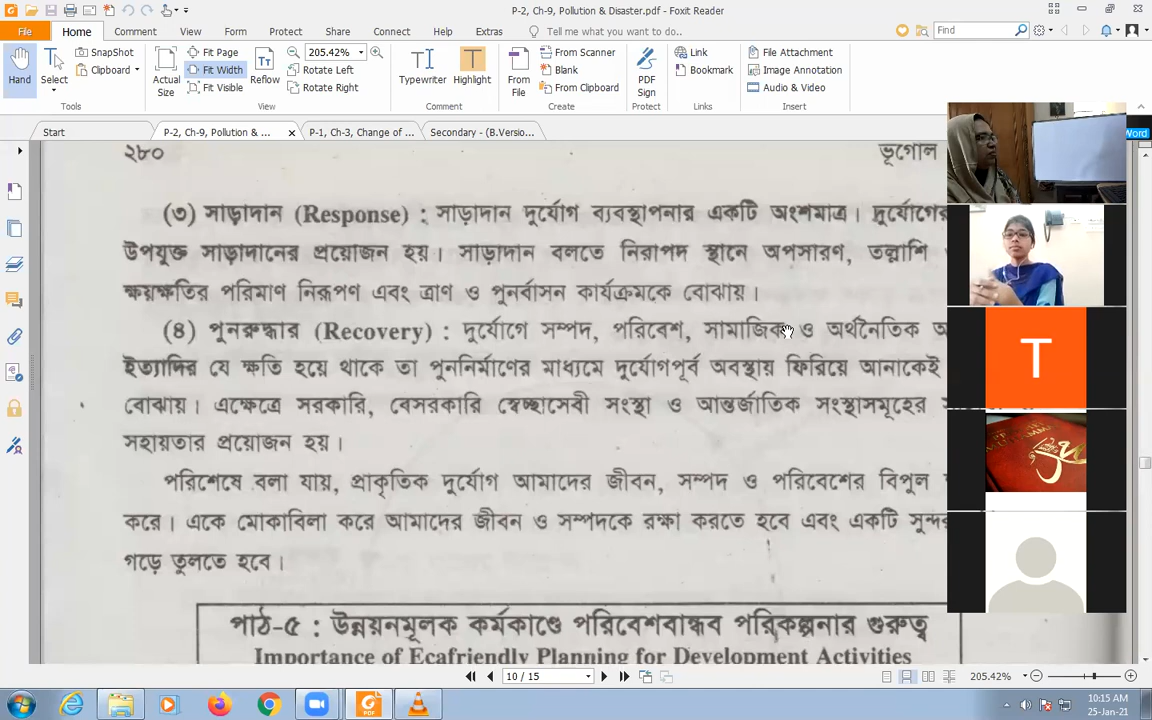 P-2, Ch-9, Pollution & Disaster.pdf - Foxit Reader
File Home Comment View Form Protect Share Connect Help Extras Tell me what you want to do... Find
Hand Select SnapShot Clipboard Actual Size Fit Page Fit Width Fit Visible Reflow 205.42% Rotate Left Rotate Right Typewriter Highlight From File From Scanner Blank From Clipboard PDF Sign Link Bookmark File Attachment Image Annotation Audio & Video
Tools View Comment Create Protect Links Insert
Start P-2, Ch-9, Pollution & ... P-1, Ch-3, Change of ... Secondary - (B.Versio...
Word
২৮০ ভূগোল
(৩) সাড়াদান (Response) : সাড়াদান দুর্যোগ ব্যবস্থাপনার একটি অংশমাত্র। দুর্যোগের
উপযুক্ত সাড়াদানের প্রয়োজন হয়। সাড়াদান বলতে নিরাপদ স্থানে অপসারণ, তল্লাশি
ক্ষয়ক্ষতির পরিমাণ নিরূপণ এবং ত্রাণ ও পুনর্বাসন কার্যক্রমকে বোঝায়।
(৪) পুনরুদ্ধার (Recovery) : দুর্যোগে সম্পদ, পরিবেশ, সামাজিক ও অর্থনৈতিক
ইত্যাদির যে ক্ষতি হয়ে থাকে তা পুনর্নির্মাণের মাধ্যমে দুর্যোগপূর্ব অবস্থায় ফিরিয়ে আনাকেই
বোঝায়। এক্ষেত্রে সরকারি, বেসরকারি স্বেচ্ছাসেবী সংস্থা ও আন্তর্জাতিক সংস্থাসমূহের
সহায়তার প্রয়োজন হয়।
পরিশেষে বলা যায়, প্রাকৃতিক দুর্যোগ আমাদের জীবন, সম্পদ ও পরিবেশের বিপুল
করে। একে মোকাবিলা করে আমাদের জীবন ও সম্পদকে রক্ষা করতে হবে এবং একটি সুন্দর
গড়ে তুলতে হবে।
পাঠ-৫ : উন্নয়নমূলক কর্মকাণ্ডে পরিবেশবান্ধব পরিকল্পনার গুরুত্ব
Importance of Ecafriendly Planning for Development Activities
T
10 / 15 205.42%
10:15 AM
25-Jan-21